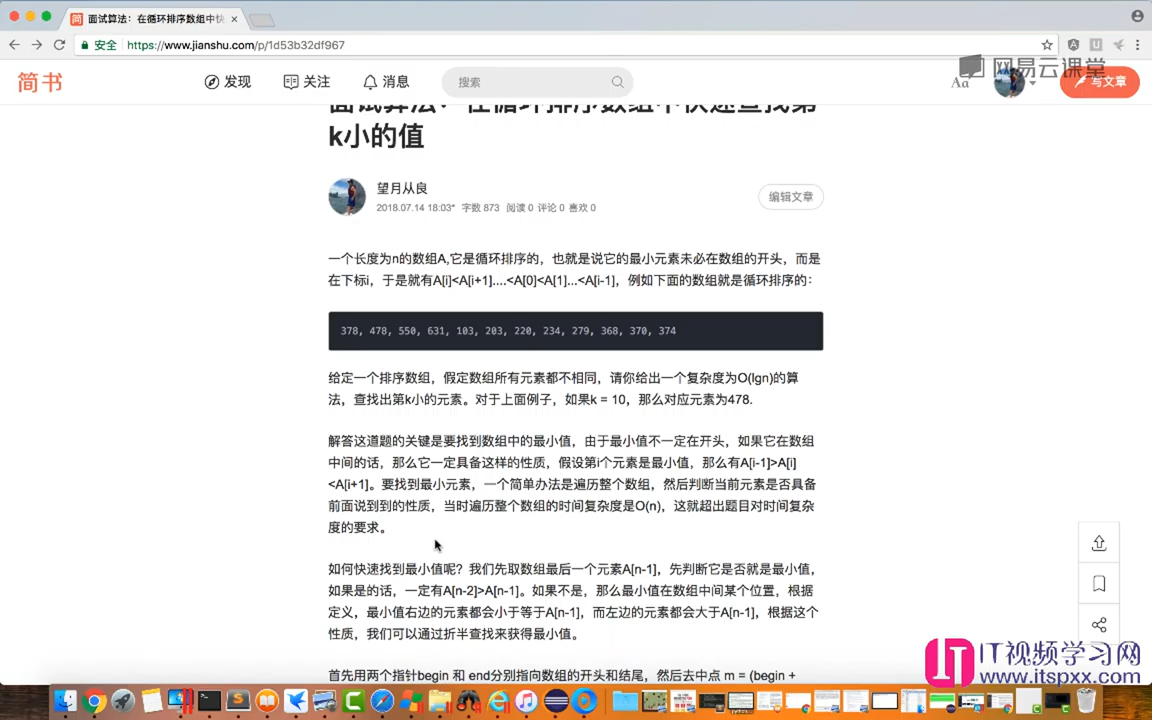 面试算法：在循环排序数组中快
安全
https://www.jianshu.com/p/1d53b32df967
简书
发现
关注
消息
搜索
Aa
网易云课堂
写文章
面试算法：在循环排序数组中快速查找第
k小的值
望月从良
2018.07.14 18:03* 字数 873 阅读 0 评论 0 喜欢 0
编辑文章
一个长度为n的数组A,它是循环排序的，也就是说它的最小元素未必在数组的开头，而是
在下标i，于是就有A[i]<A[i+1]....<A[0]<A[1]...<A[i-1]，例如下面的数组就是循环排序的：
378, 478, 550, 631, 103, 203, 220, 234, 279, 368, 370, 374
给定一个排序数组，假定数组所有元素都不相同，请你给出一个复杂度为O(lgn)的算
法，查找出第k小的元素。对于上面例子，如果k = 10，那么对应元素为478.
解答这道题的关键是要找到数组中的最小值，由于最小值不一定在开头，如果它在数组
中间的话，那么它一定具备这样的性质，假设第i个元素是最小值，那么有A[i-1]>A[i]
<A[i+1]。要找到最小元素，一个简单办法是遍历整个数组，然后判断当前元素是否具备
前面说到到的性质，当时遍历整个数组的时间复杂度是O(n)，这就超出题目对时间复杂
度的要求。
如何快速找到最小值呢？我们先取数组最后一个元素A[n-1]，先判断它是否就是最小值，
如果是的话，一定有A[n-2]>A[n-1]。如果不是，那么最小值在数组中间某个位置，根据
定义，最小值右边的元素都会小于等于A[n-1]，而左边的元素都会大于A[n-1]，根据这个
性质，我们可以通过折半查找来获得最小值。
首先用两个指针begin 和 end分别指向数组的开头和结尾，然后去中点 m = (begin +
IT视频学习网
www.itspxx.com